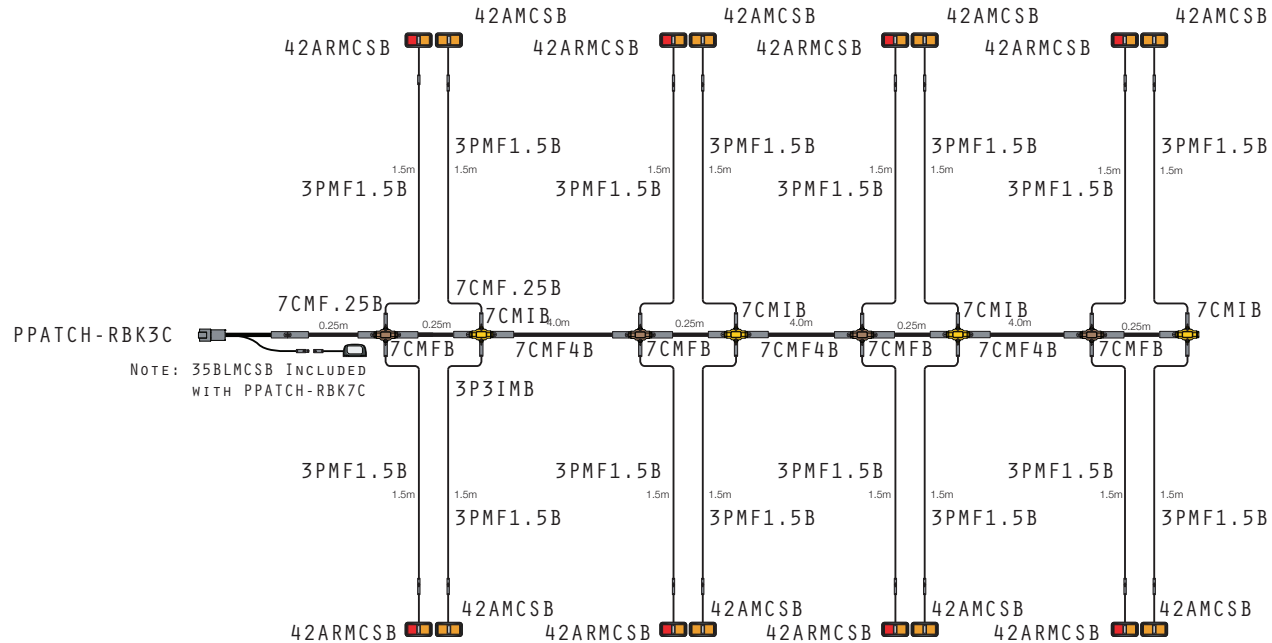 42AMCSB 42AMCSB 42AMCSB 42AMCSB
42ARMCSB 42ARMCSB 42ARMCSB 42ARMCSB
3PMF1.5B 3PMF1.5B 3PMF1.5B 3PMF1.5B
1.5m 1.5m 1.5m 1.5m 1.5m 1.5m 1.5m 1.5m
3PMF1.5B 3PMF1.5B 3PMF1.5B 3PMF1.5B
7CMF.25B 7CMF.25B
7CMIB 7CMIB 7CMIB 7CMIB
0.25m 0.25m 4.0m 0.25m 4.0m 0.25m 4.0m 0.25m
PPATCH-RBK3C
7CMFB 7CMF4B 7CMFB 7CMF4B 7CMFB 7CMF4B 7CMFB
NOTE: 35BLMCSB INCLUDED
WITH PPATCH-RBK7C
3P3IMB
3PMF1.5B 3PMF1.5B 3PMF1.5B 3PMF1.5B
1.5m 1.5m 1.5m 1.5m 1.5m 1.5m 1.5m 1.5m
3PMF1.5B 3PMF1.5B 3PMF1.5B 3PMF1.5B
42AMCSB 42AMCSB 42AMCSB 42AMCSB
42ARMCSB 42ARMCSB 42ARMCSB 42ARMCSB